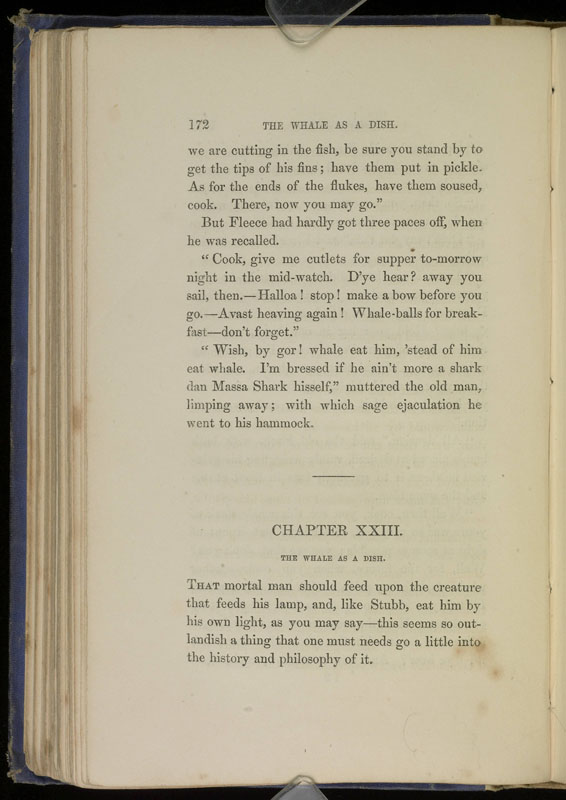 172 THE WHALE AS A DISH.
we are cutting in the fish, be sure you stand by to
get the tips of his fins; have them put in pickle.
As for the ends of the flukes, have them soused,
cook. There, now you may go.”
But Fleece had hardly got three paces off, when
he was recalled.
“Cook, give me cutlets for supper to-morrow
night in the mid-watch. D’ye hear? away you
sail, then.—Halloa! stop! make a bow before you
go.—Avast heaving again! Whale-balls for break-
fast—don’t forget.”
“Wish, by gor! whale eat him, ’stead of him
eat whale. I’m bressed if he ain’t more a shark
dan Massa Shark hisself,” muttered the old man,
limping away; with which sage ejaculation he
went to his hammock.
CHAPTER XXIII.
THE WHALE AS A DISH.
THAT mortal man should feed upon the creature
that feeds his lamp, and, like Stubb, eat him by
his own light, as you may say—this seems so out-
landish a thing that one must needs go a little into
the history and philosophy of it.